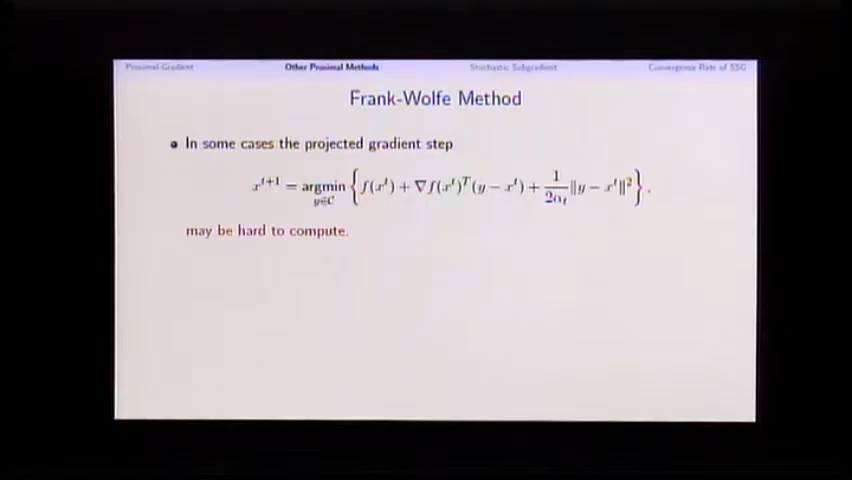 Proximal-Gradient Other Proximal Methods Stochastic Subgradient Convergence Rate of SSG
Frank-Wolfe Method
In some cases the projected gradient step
x^{t+1} = argmin_{y∈C} { f(x^t) + ∇f(x^t)^T (y − x^t) + \frac{1}{2α_t} ‖y − x^t‖^2 } .
may be hard to compute.